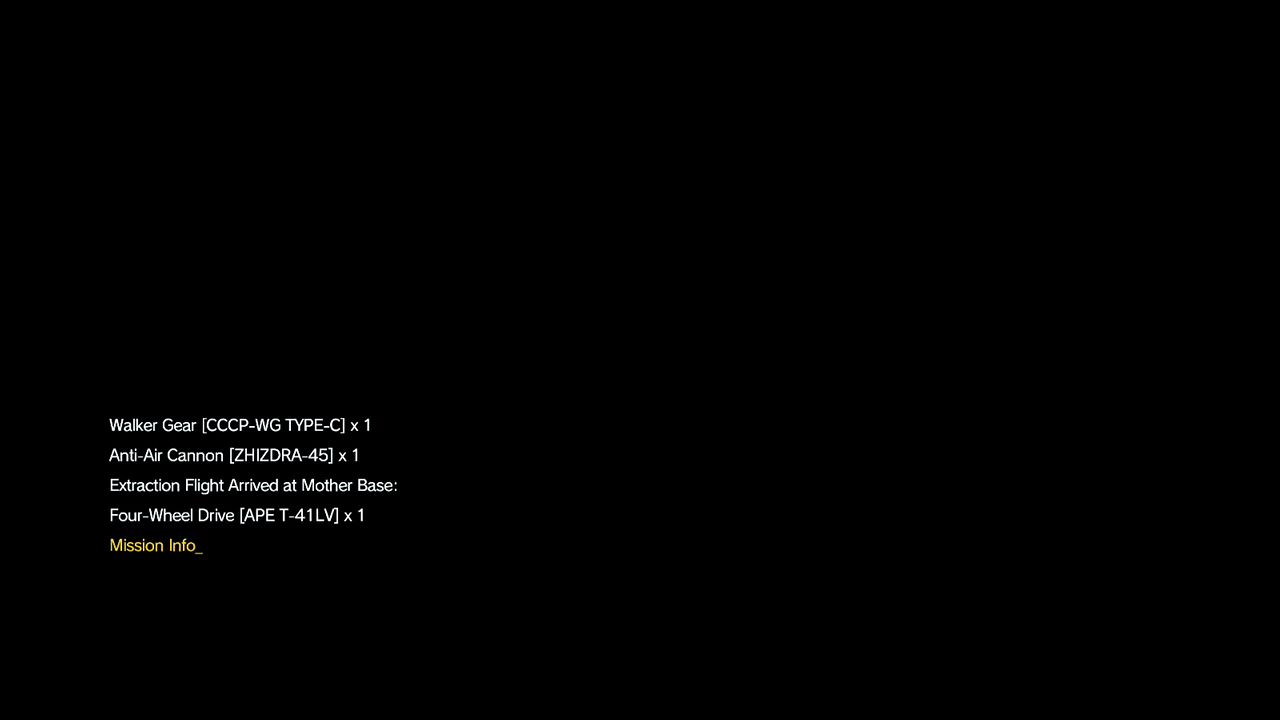 Walker Gear [CCCP-WG TYPE-C] x 1
Anti-Air Cannon [ZHIZDRA-45] x 1
Extraction Flight Arrived at Mother Base:
Four-Wheel Drive [APE T-41LV] x 1
Mission Info_